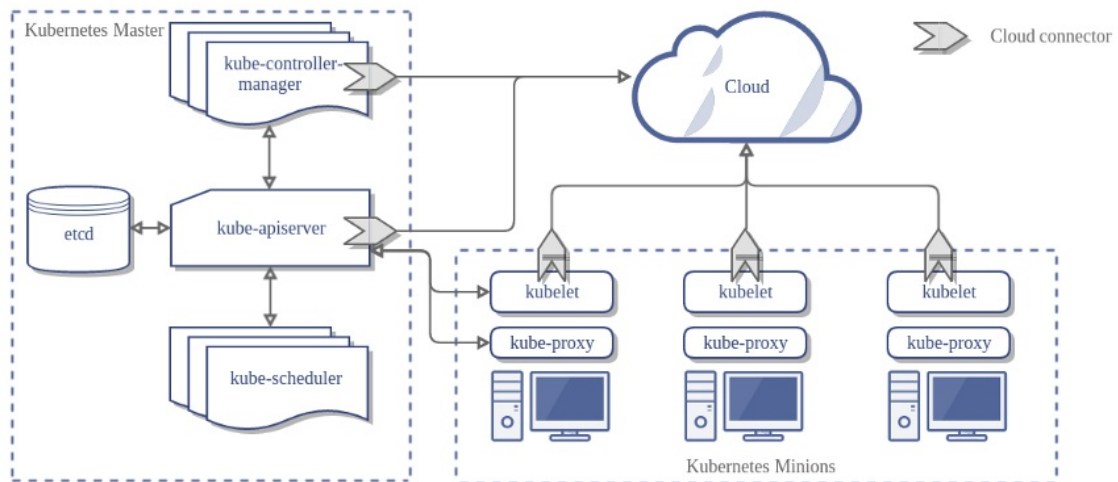 Kubernetes Master
kube-controller-
manager
Cloud
Cloud connector
etcd
kube-apiserver
kube-scheduler
kubelet
kubelet
kubelet
kube-proxy
kube-proxy
kube-proxy
Kubernetes Minions